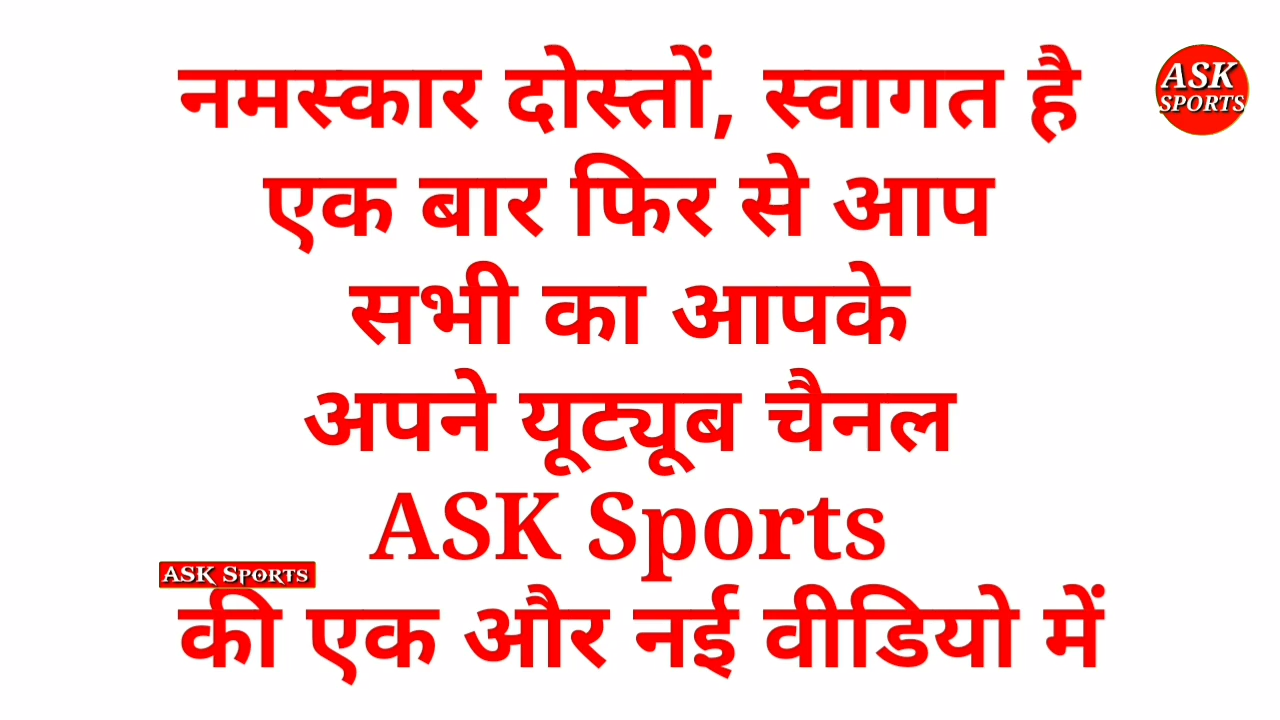 नमस्कार दोस्तों, स्वागत है
एक बार फिर से आप
सभी का आपके
अपने यूट्यूब चैनल
ASK Sports
की एक और नई वीडियो में
ASK
SPORTS
ASK SPORTS